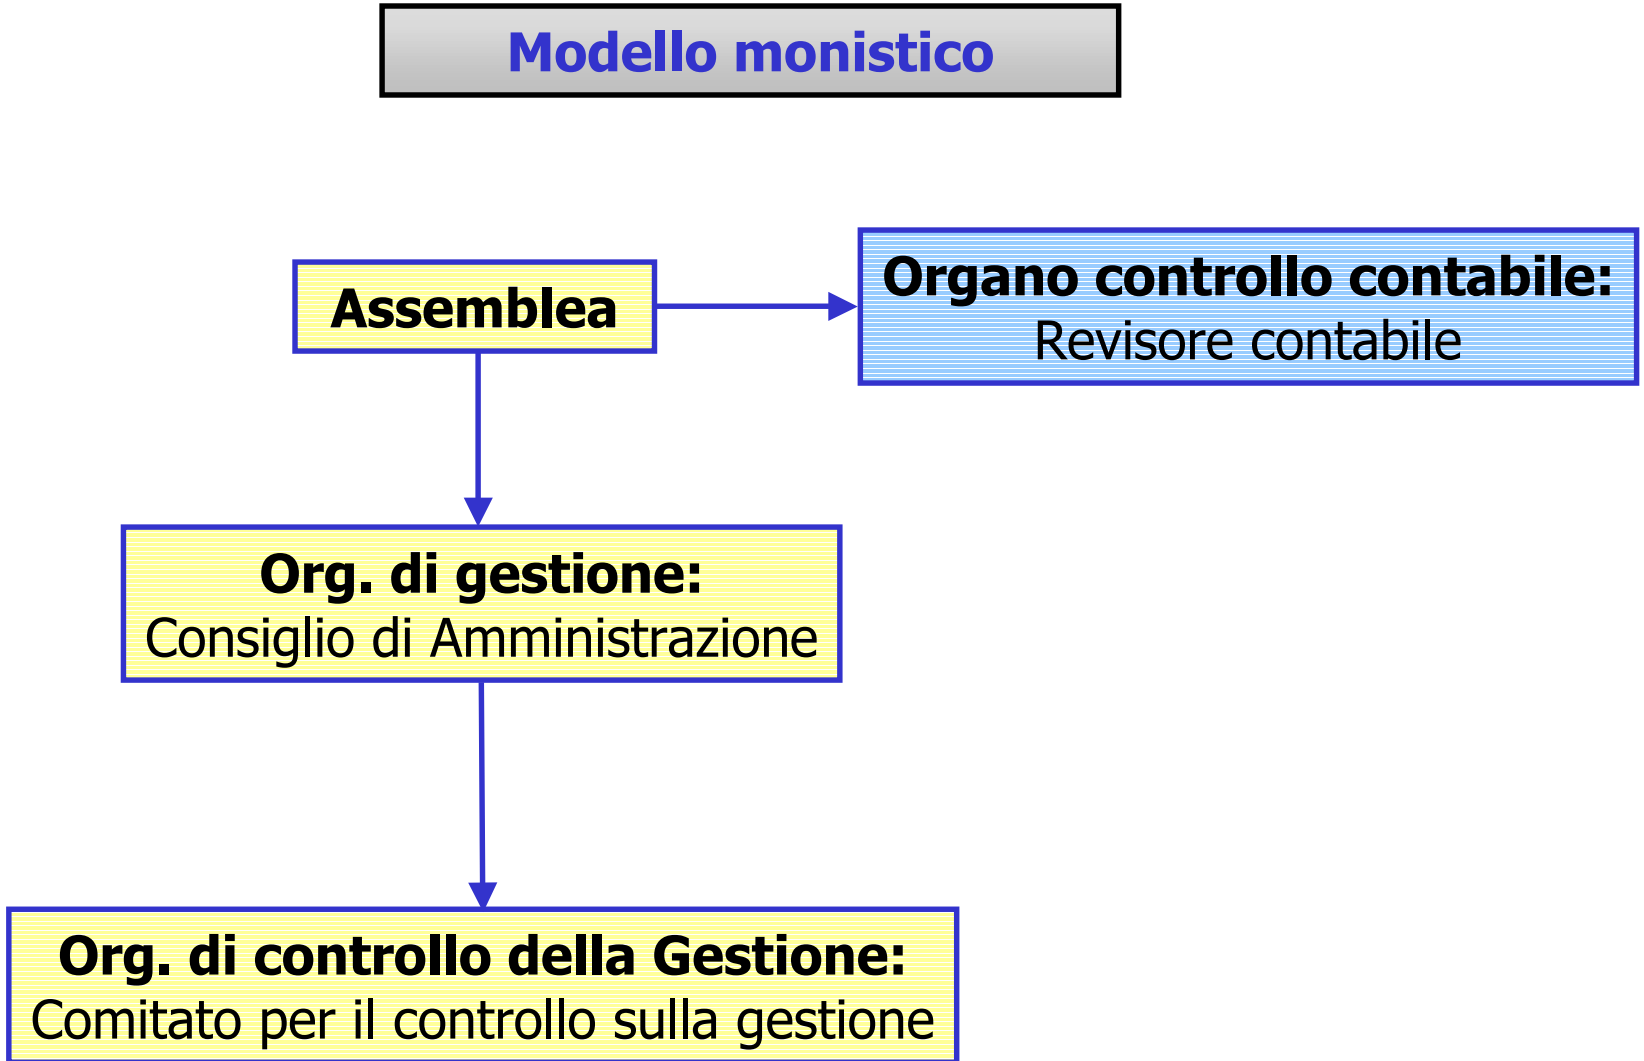 Modello monistico
Assemblea
Organo controllo contabile:
Revisore contabile
Org. di gestione:
Consiglio di Amministrazione
Org. di controllo della Gestione:
Comitato per il controllo sulla gestione